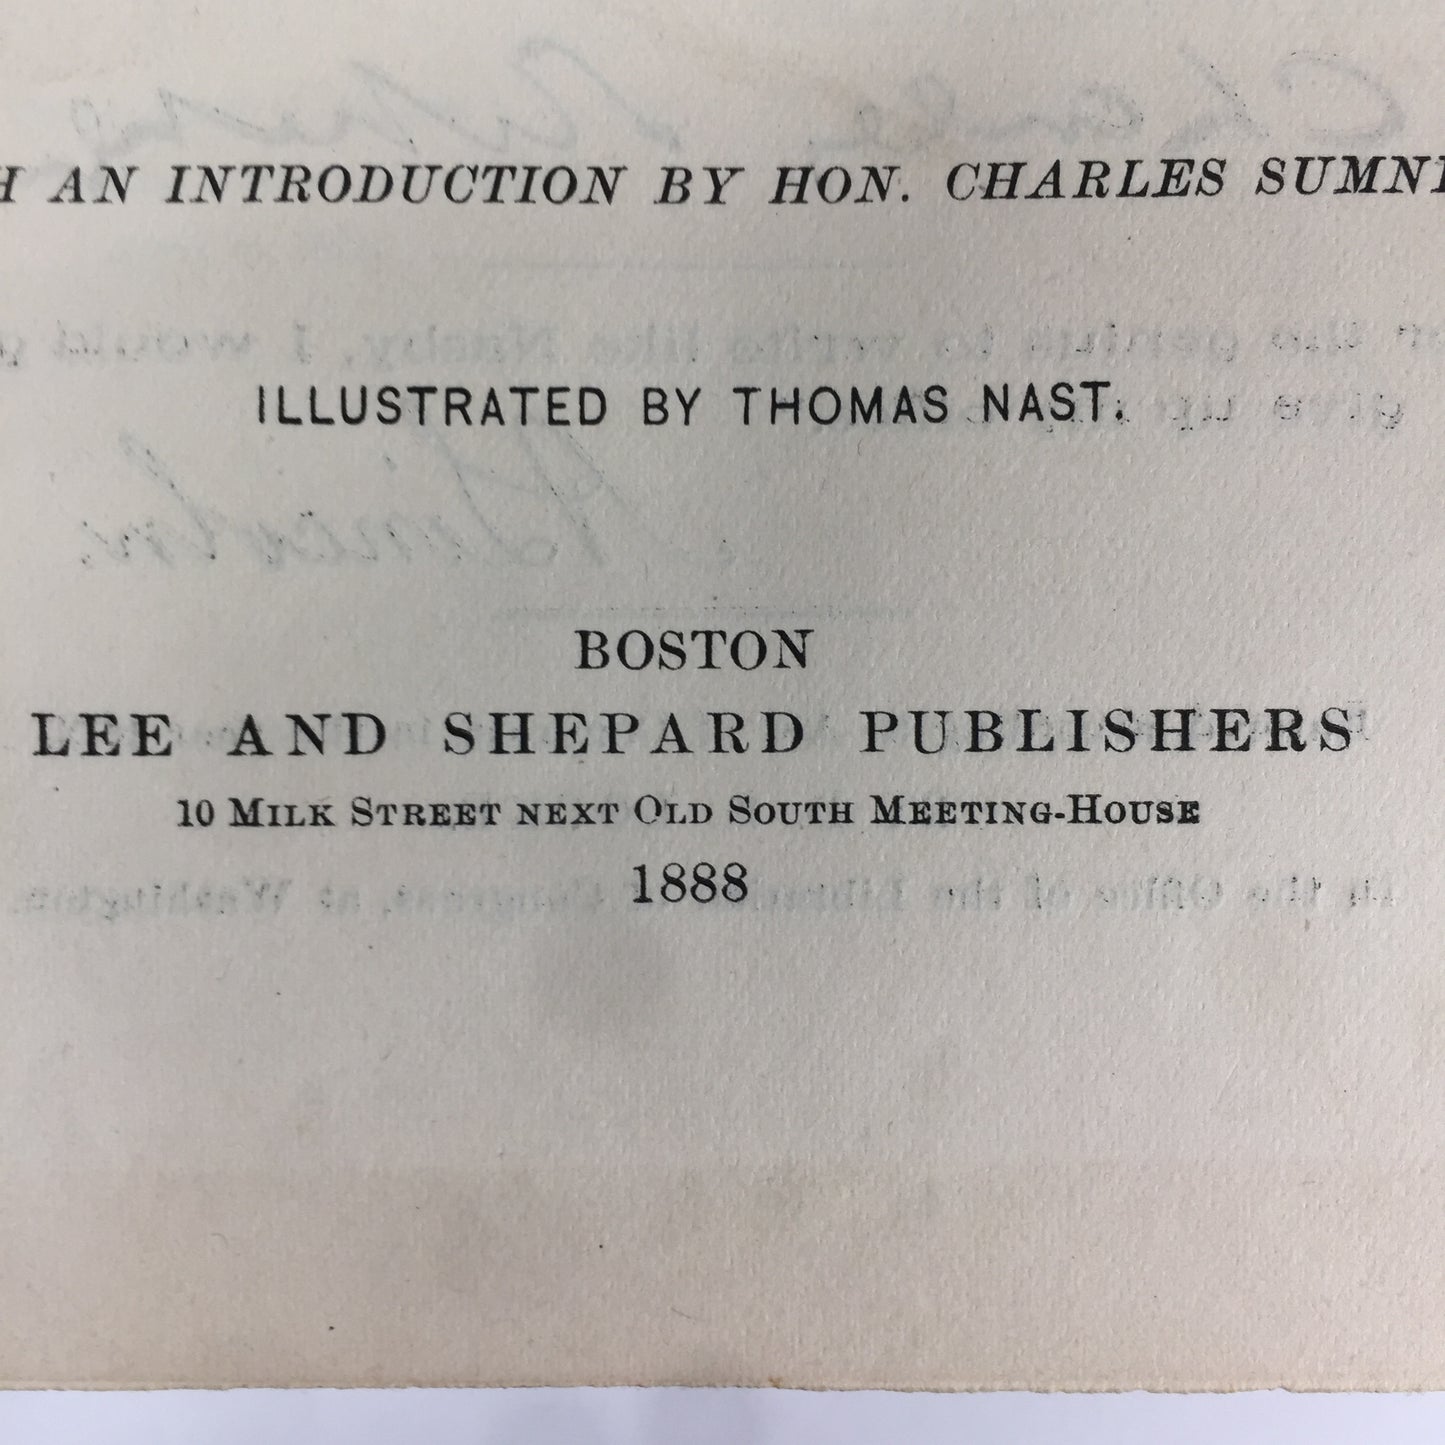 H AN INTRODUCTION BY HON. CHARLES SUMNE
ILLUSTRATED BY THOMAS NAST.
BOSTON
LEE AND SHEPARD PUBLISHERS
10 MILK STREET NEXT OLD SOUTH MEETING-HOUSE
1888